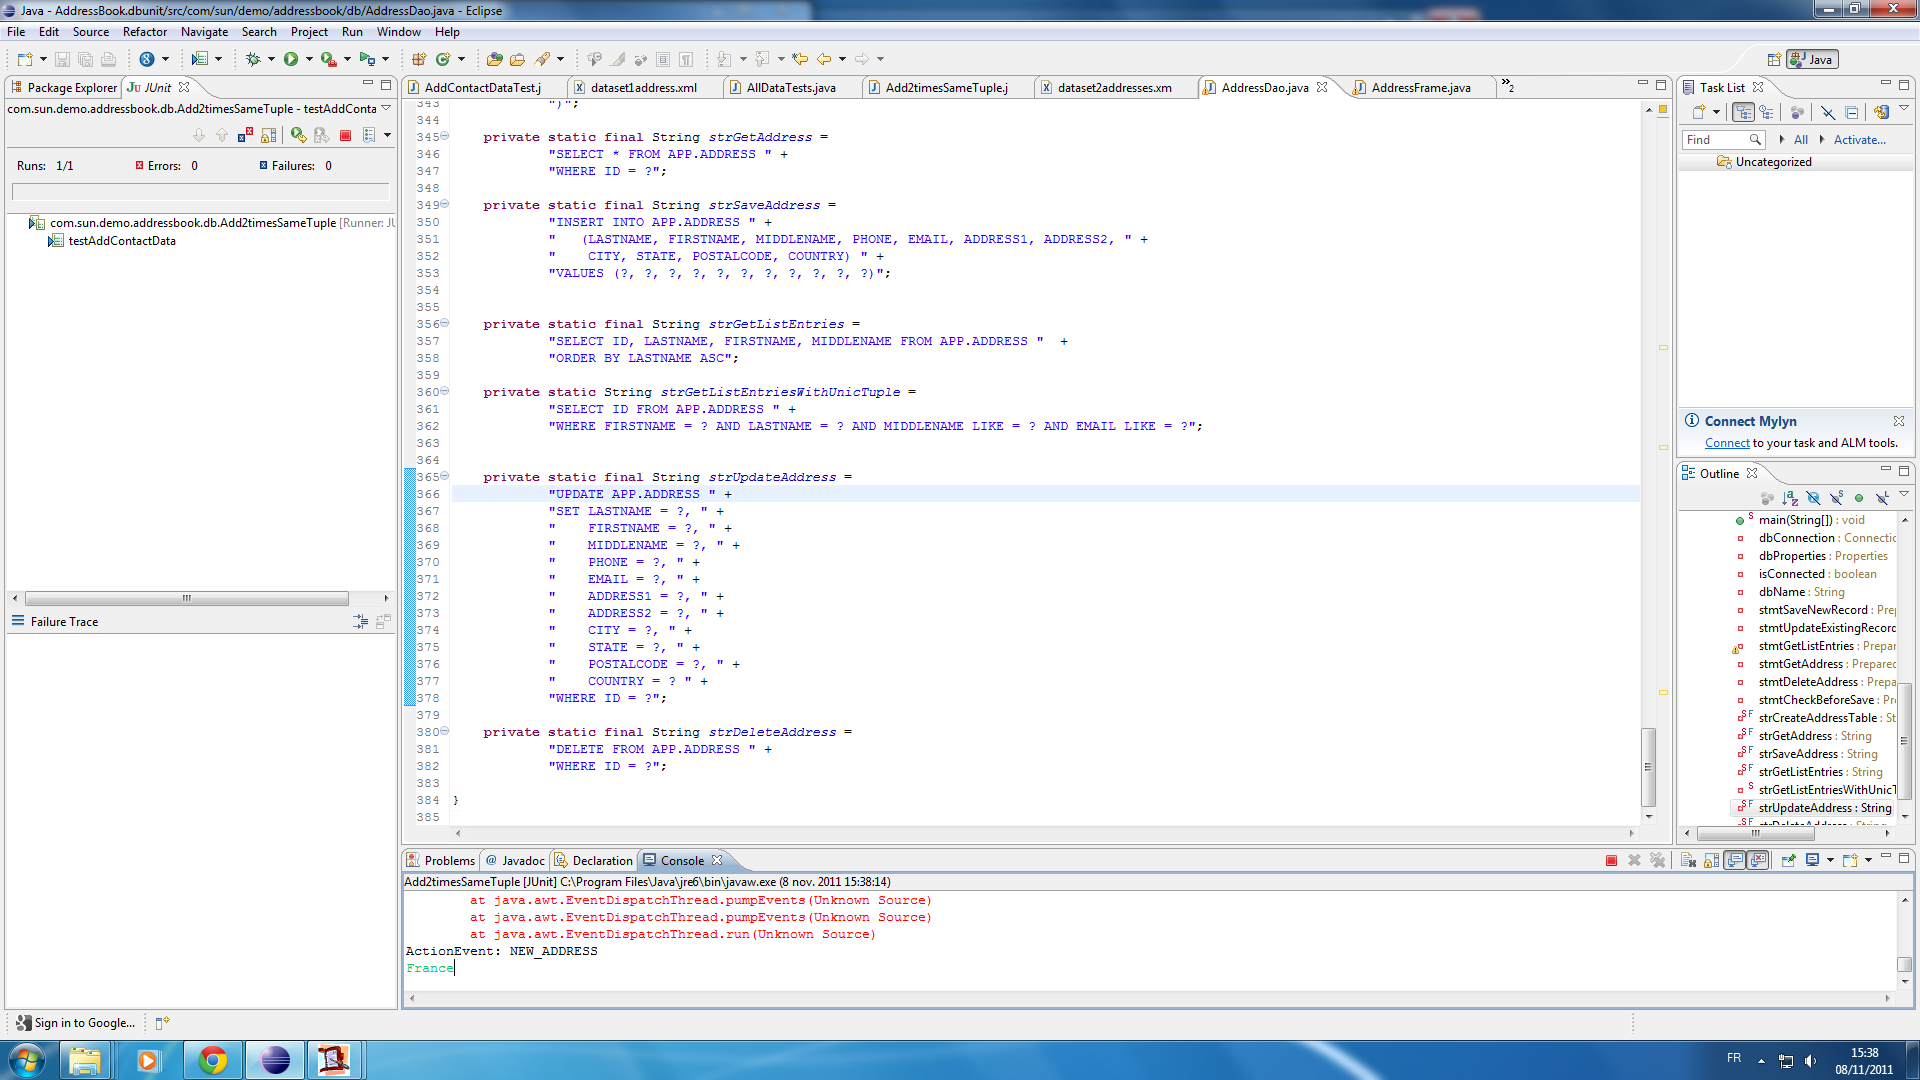 Java - AddressBook.dbunit/src/com/sun/demo/addressbook/db/AddressDao.java - Eclipse
File Edit Source Refactor Navigate Search Project Run Window Help
Java
Package Explorer JUnit
com.sun.demo.addressbook.db.Add2timesSameTuple - testAddConta
Runs: 1/1 Errors: 0 Failures: 0
com.sun.demo.addressbook.db.Add2timesSameTuple [Runner: JU
testAddContactData
Failure Trace
AddContactDataTest.j dataset1address.xml AllDataTests.java Add2timesSameTuple.j dataset2addresses.xm AddressDao.java AddressFrame.java »2
343 ")";
344
345 private static final String strGetAddress =
346 "SELECT * FROM APP.ADDRESS " +
347 "WHERE ID = ?";
348
349 private static final String strSaveAddress =
350 "INSERT INTO APP.ADDRESS " +
351 "   (LASTNAME, FIRSTNAME, MIDDLENAME, PHONE, EMAIL, ADDRESS1, ADDRESS2, " +
352 "    CITY, STATE, POSTALCODE, COUNTRY) " +
353 "VALUES (?, ?, ?, ?, ?, ?, ?, ?, ?, ?, ?)";
354
355
356 private static final String strGetListEntries =
357 "SELECT ID, LASTNAME, FIRSTNAME, MIDDLENAME FROM APP.ADDRESS "  +
358 "ORDER BY LASTNAME ASC";
359
360 private static String strGetListEntriesWithUnicTuple =
361 "SELECT ID FROM APP.ADDRESS " +
362 "WHERE FIRSTNAME = ? AND LASTNAME = ? AND MIDDLENAME LIKE = ? AND EMAIL LIKE = ?";
363
364
365 private static final String strUpdateAddress =
366 "UPDATE APP.ADDRESS " +
367 "SET LASTNAME = ?, " +
368 "    FIRSTNAME = ?, " +
369 "    MIDDLENAME = ?, " +
370 "    PHONE = ?, " +
371 "    EMAIL = ?, " +
372 "    ADDRESS1 = ?, " +
373 "    ADDRESS2 = ?, " +
374 "    CITY = ?, " +
375 "    STATE = ?, " +
376 "    POSTALCODE = ?, " +
377 "    COUNTRY = ? " +
378 "WHERE ID = ?";
379
380 private static final String strDeleteAddress =
381 "DELETE FROM APP.ADDRESS " +
382 "WHERE ID = ?";
383
384 }
385
Task List
Find All Activate...
Uncategorized
Connect Mylyn
Connect to your task and ALM tools.
Outline
main(String[]) : void
dbConnection : Connectio
dbProperties : Properties
isConnected : boolean
dbName : String
stmtSaveNewRecord : Prep
stmtUpdateExistingRecord
stmtGetListEntries : Prepar
stmtGetAddress : Prepared
stmtDeleteAddress : Prepa
stmtCheckBeforeSave : Pr
strCreateAddressTable : St
strGetAddress : String
strSaveAddress : String
strGetListEntries : String
strGetListEntriesWithUnicT
strUpdateAddress : String
strDeleteAddress : String
Problems Javadoc Declaration Console
Add2timesSameTuple [JUnit] C:\Program Files\Java\jre6\bin\javaw.exe (8 nov. 2011 15:38:14)
at java.awt.EventDispatchThread.pumpEvents(Unknown Source)
at java.awt.EventDispatchThread.pumpEvents(Unknown Source)
at java.awt.EventDispatchThread.run(Unknown Source)
ActionEvent: NEW_ADDRESS
France
Sign in to Google...
FR
15:38
08/11/2011